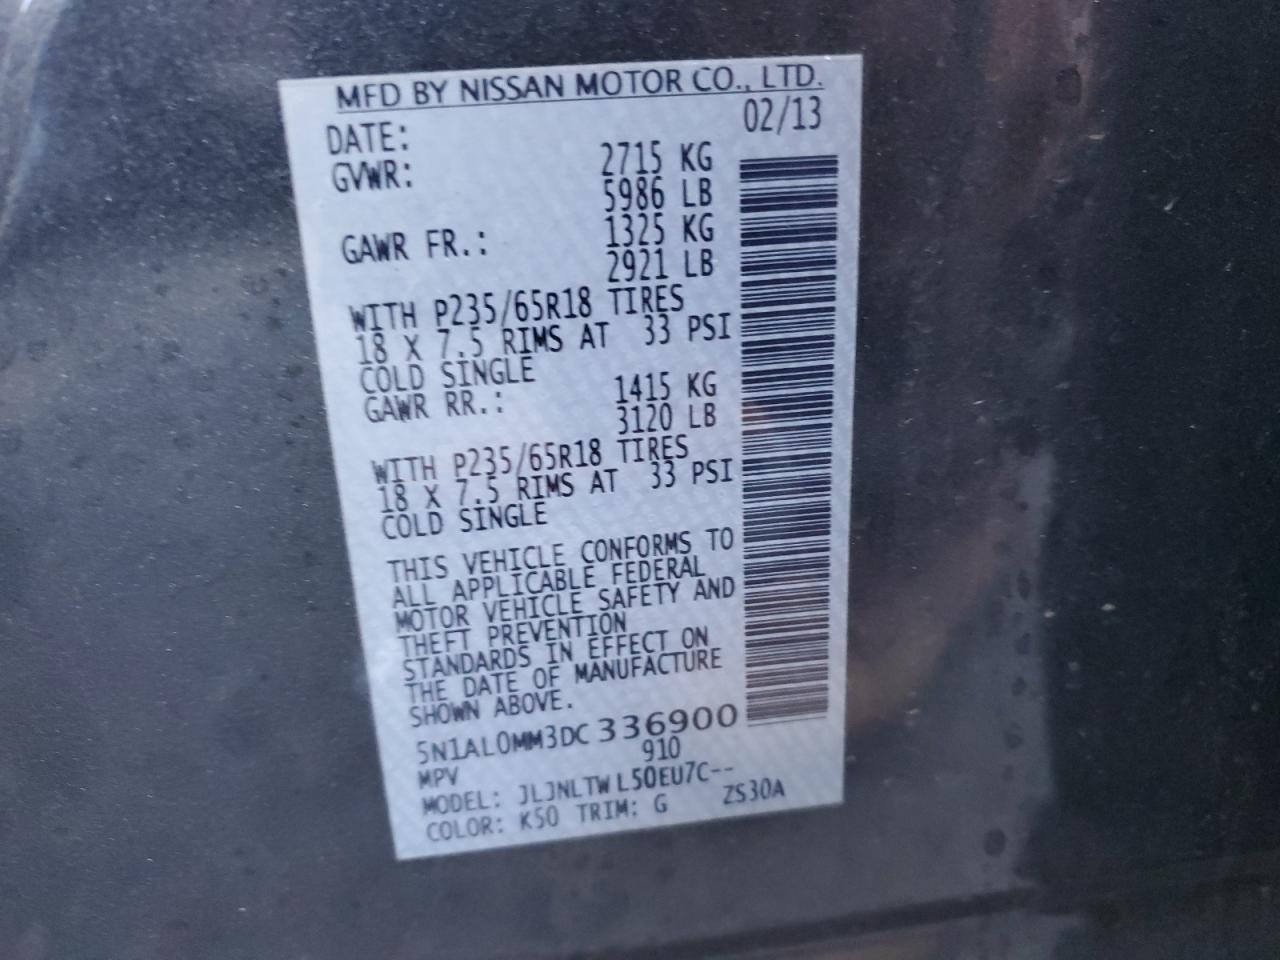 MFD BY NISSAN MOTOR CO., LTD.
DATE: 02/13
GVWR: 2715 KG
5986 LB
GAWR FR.: 1325 KG
2921 LB
WITH P235/65R18 TIRES
18 X 7.5 RIMS AT 33 PSI
COLD SINGLE
GAWR RR.: 1415 KG
3120 LB
WITH P235/65R18 TIRES
18 X 7.5 RIMS AT 33 PSI
COLD SINGLE
THIS VEHICLE CONFORMS TO
ALL APPLICABLE FEDERAL
MOTOR VEHICLE SAFETY AND
THEFT PREVENTION
STANDARDS IN EFFECT ON
THE DATE OF MANUFACTURE
SHOWN ABOVE.
5N1AL0MM3DC336900
MPV 910
MODEL: JLJNLTWL50EU7C--
COLOR: K50 TRIM: G ZS30A